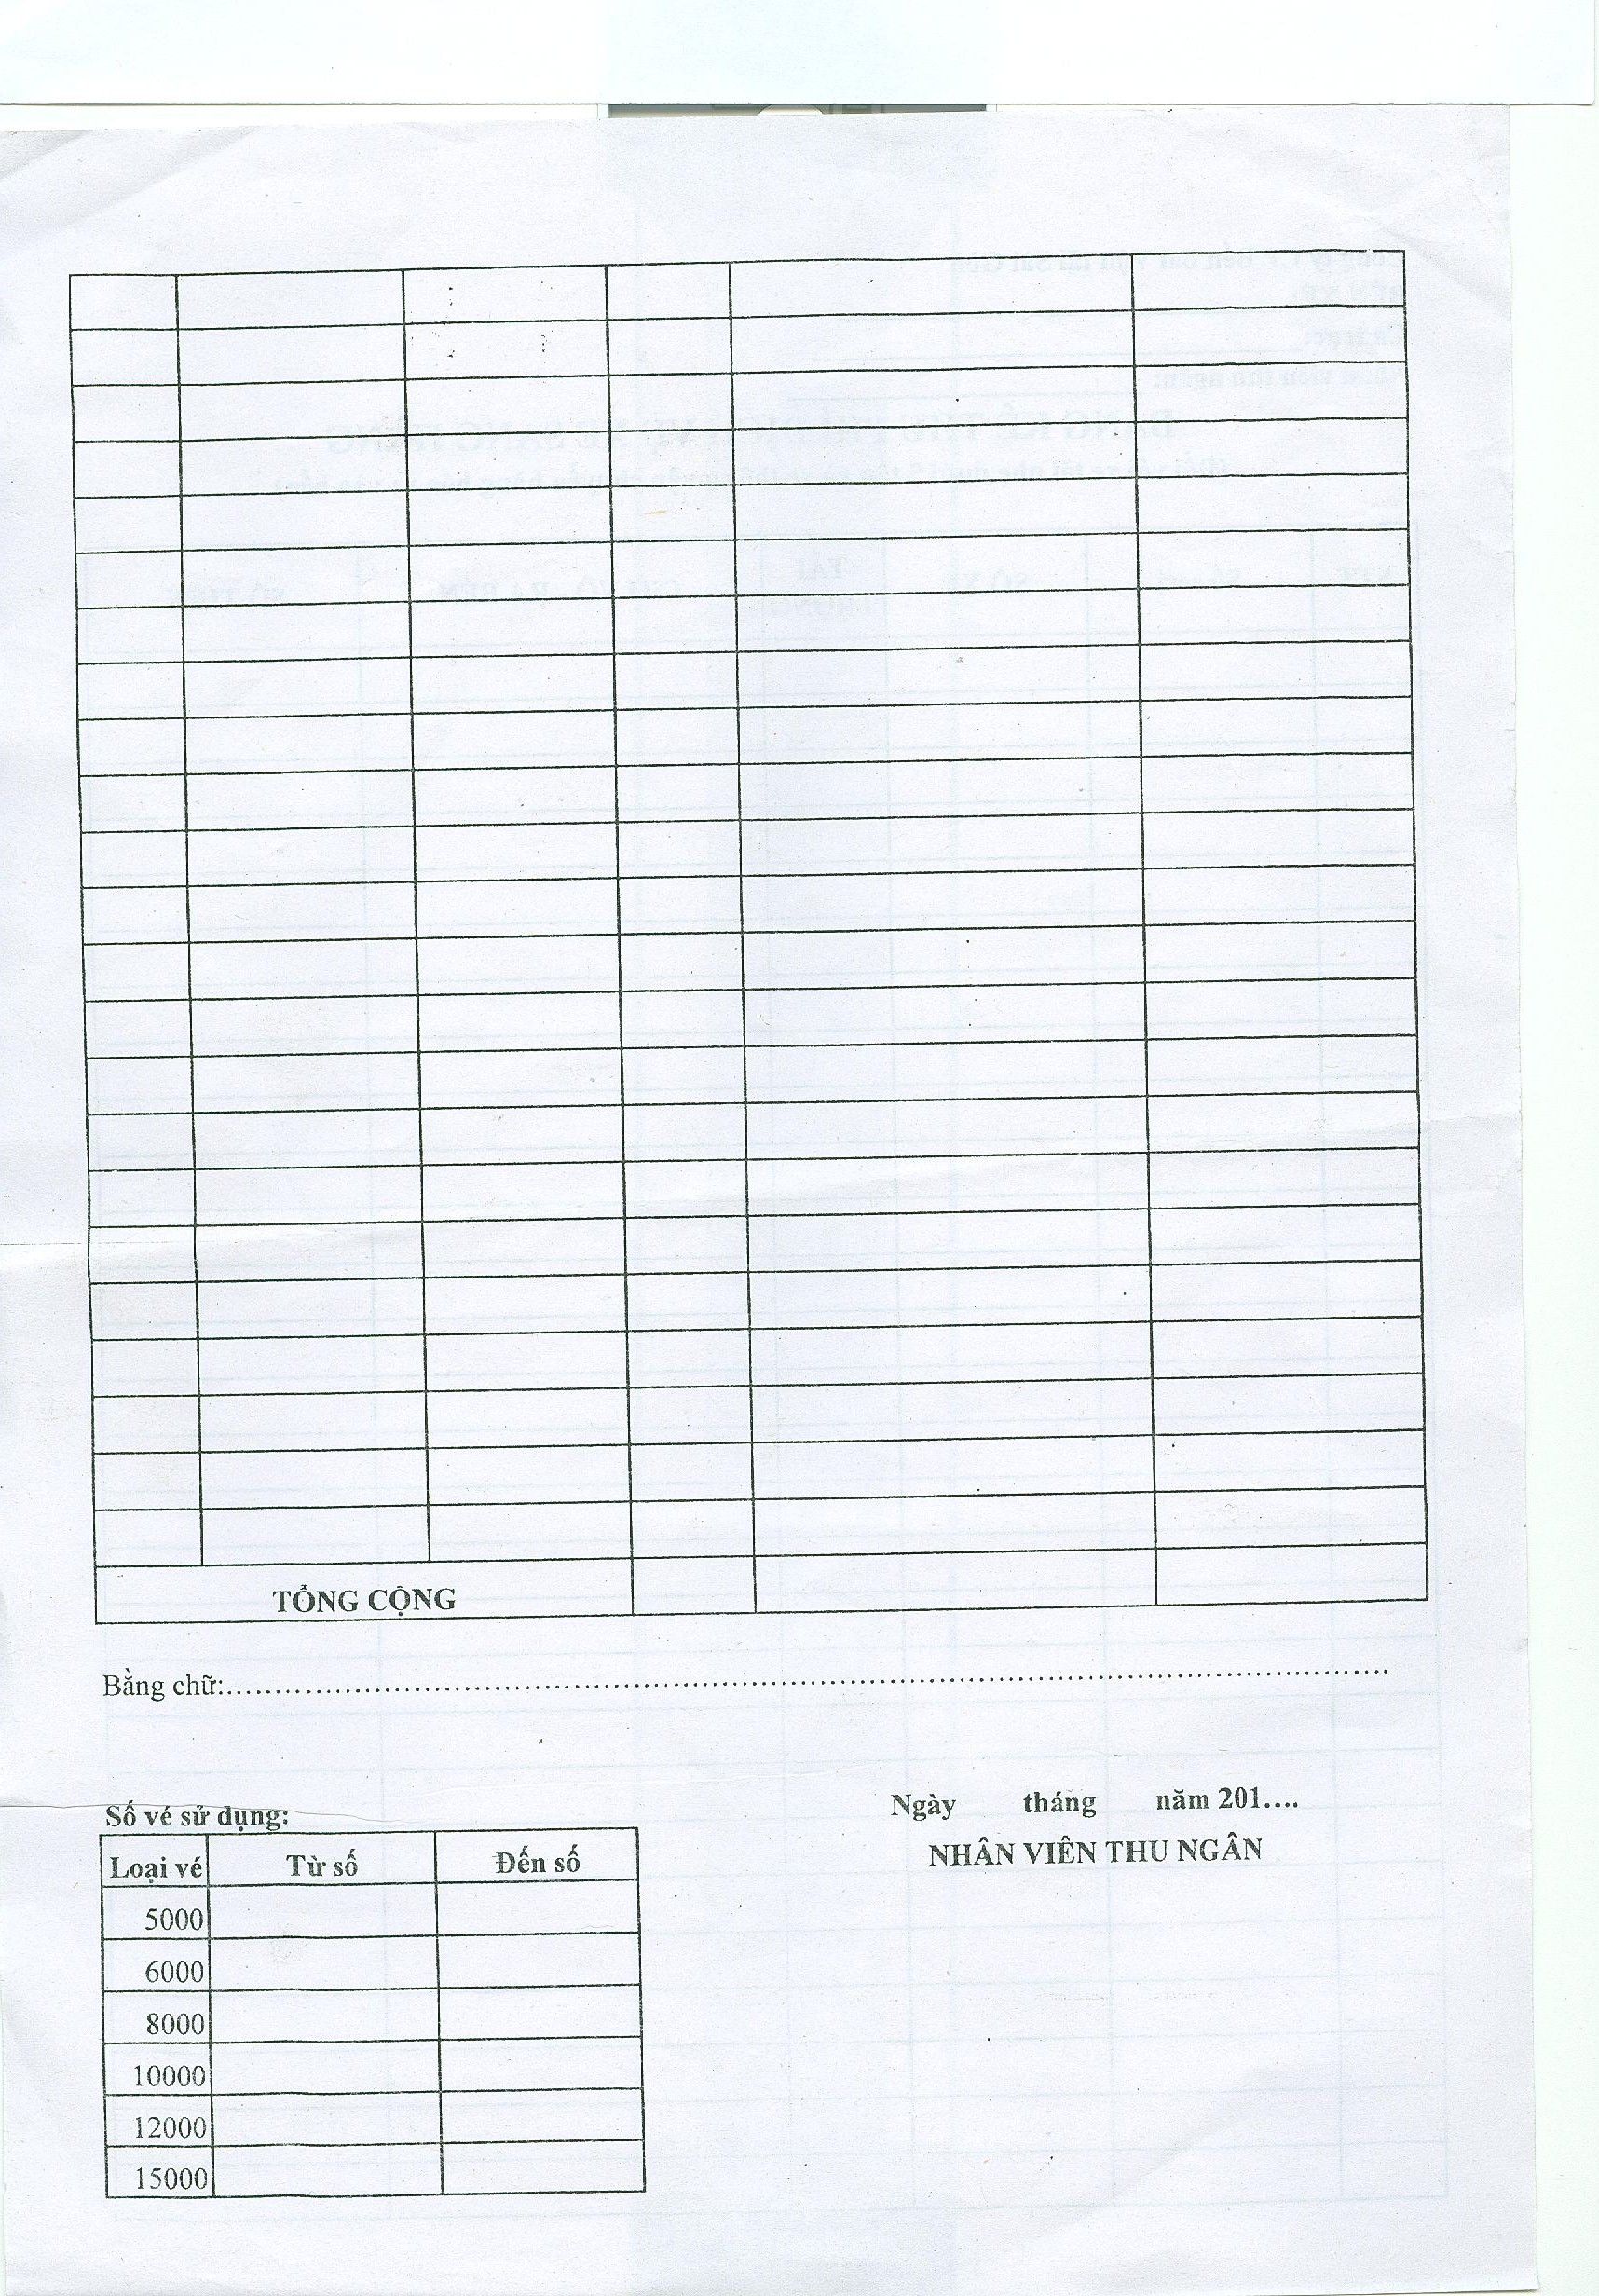 TỔNG CỘNG
Bằng chữ:....................................................................................................
Số vé sử dụng:
Ngày tháng năm 201....
NHÂN VIÊN THU NGÂN
Loại vé Từ số Đến số
5000
6000
8000
10000
12000
15000